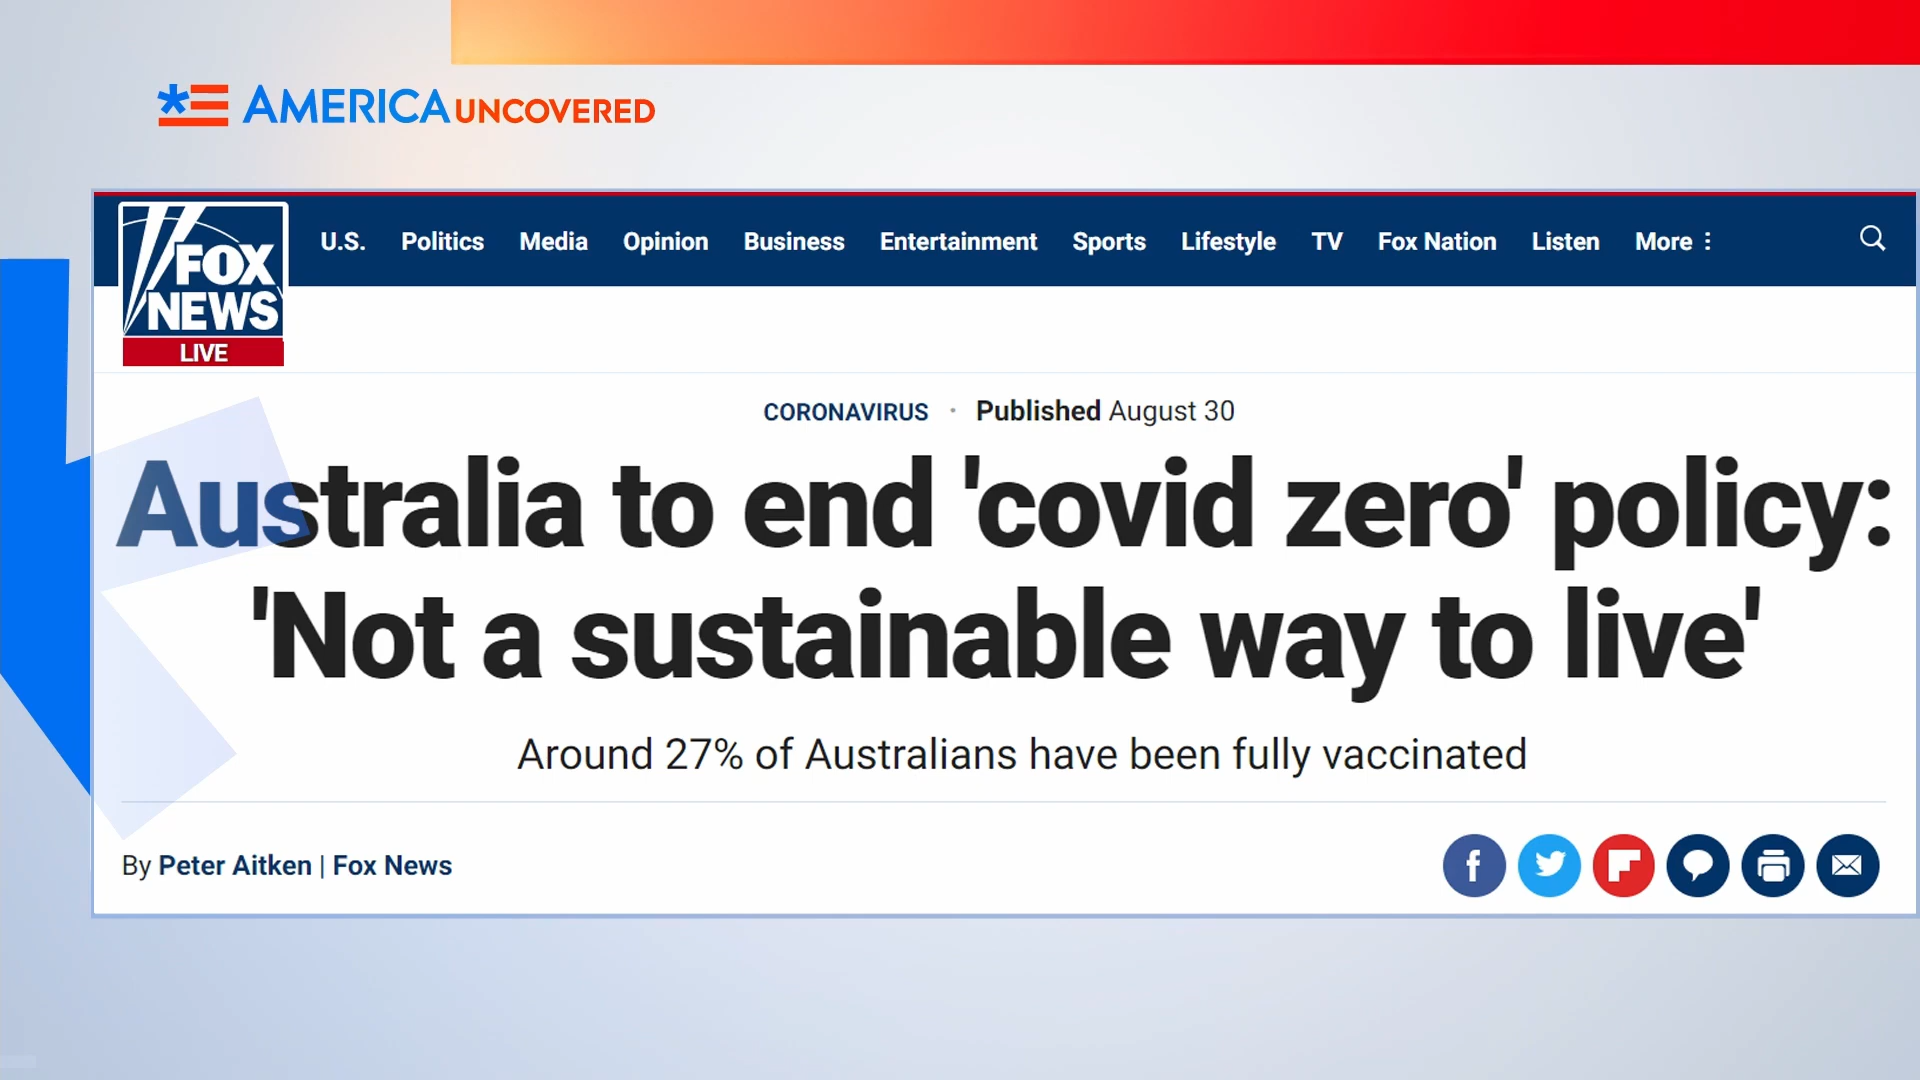 AMERICA UNCOVERED
FOX NEWS LIVE
U.S. Politics Media Opinion Business Entertainment Sports Lifestyle TV Fox Nation Listen More
CORONAVIRUS · Published August 30
Australia to end 'covid zero' policy:
'Not a sustainable way to live'
Around 27% of Australians have been fully vaccinated
By Peter Aitken | Fox News